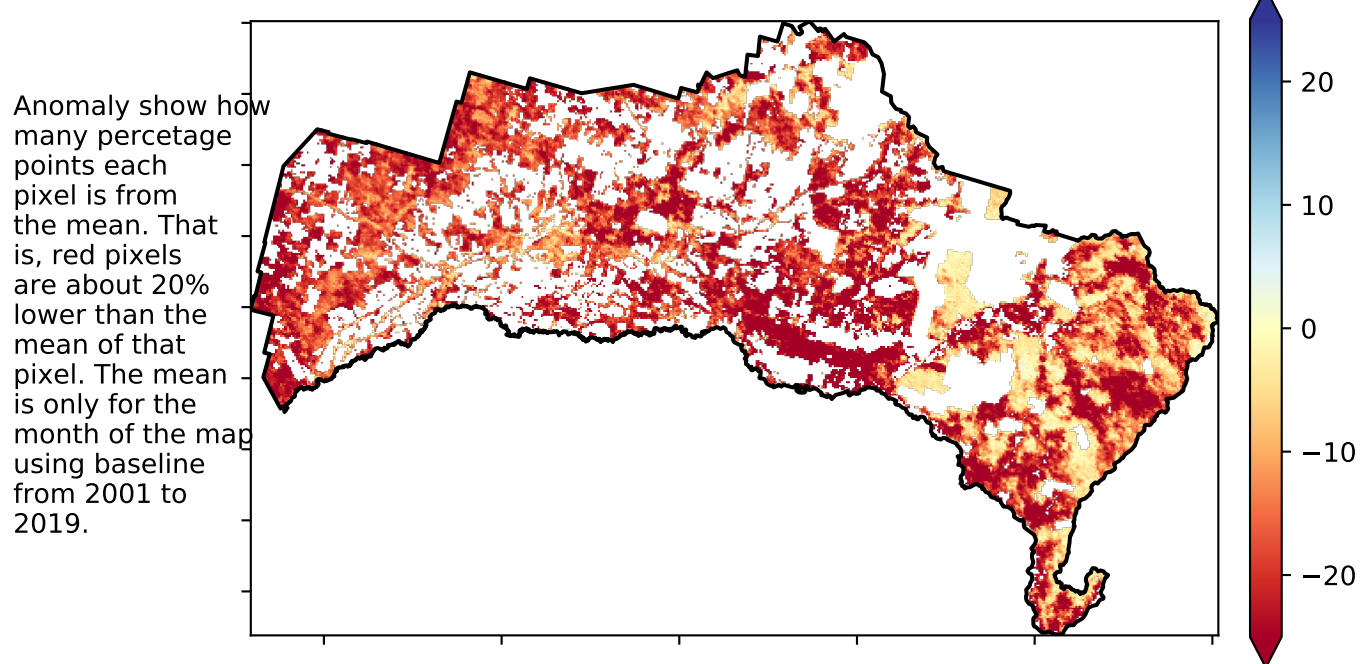 Anomaly show how
many percetage
points each
pixel is from
the mean. That
is, red pixels
are about 20%
lower than the
mean of that
pixel. The mean
is only for the
month of the map
using baseline
from 2001 to
2019.
20
10
0
−10
−20